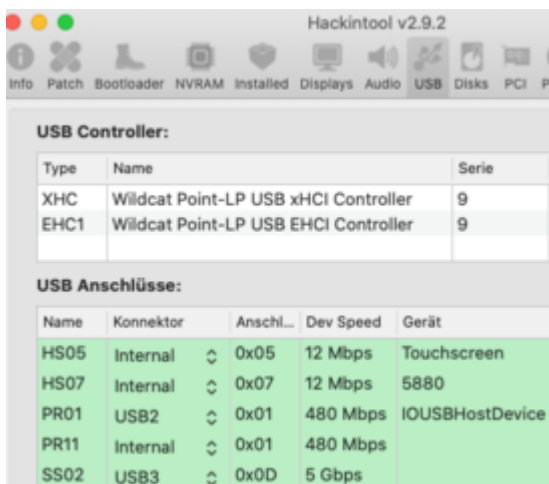 Hackintool v2.9.2
Info Patch Bootloader NVRAM Installed Displays Audio USB Disks PCI
USB Controller:
Type Name Serie
XHC Wildcat Point-LP USB xHCI Controller 9
EHC1 Wildcat Point-LP USB EHCI Controller 9
USB Anschlüsse:
Name Konnektor Anschl... Dev Speed Gerät
HS05 Internal 0x05 12 Mbps Touchscreen
HS07 Internal 0x07 12 Mbps 5880
PR01 USB2 0x01 480 Mbps IOUSBHostDevice
PR11 Internal 0x01 480 Mbps
SS02 USB3 0x0D 5 Gbps